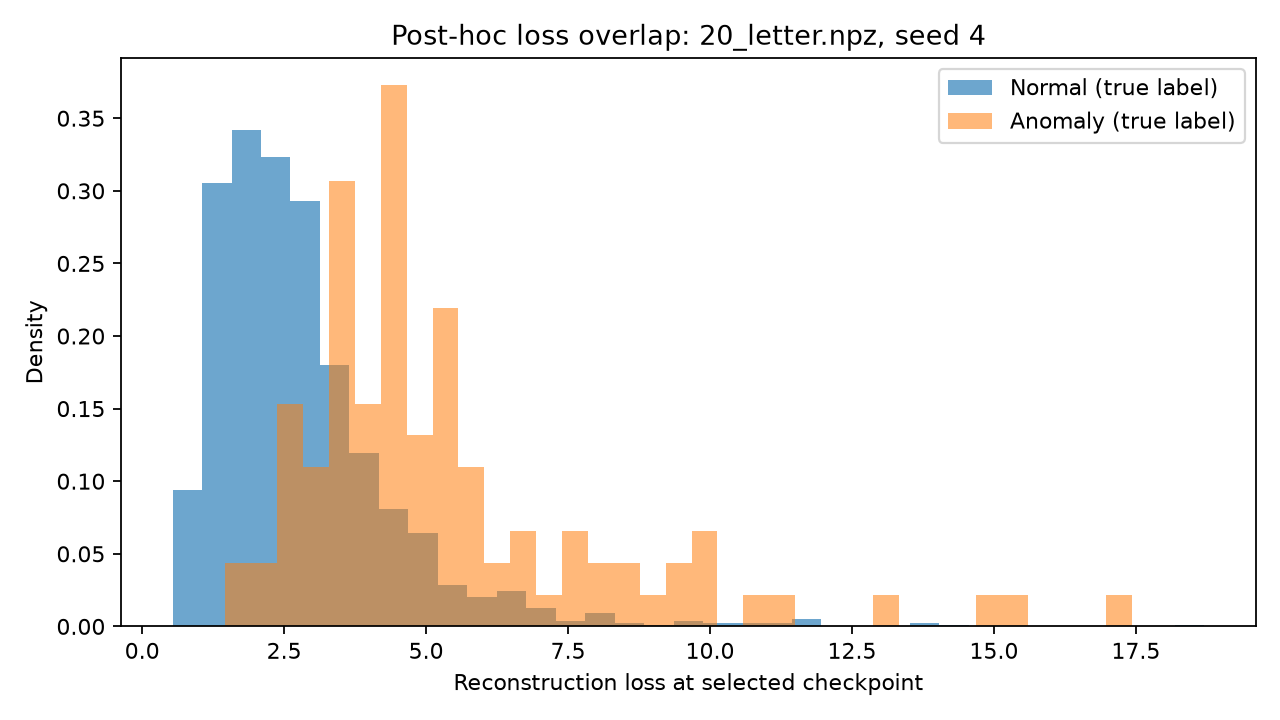 Post-hoc loss overlap: 20_letter.npz, seed 4
Normal (true label)
Anomaly (true label)
0.35
0.30
0.25
0.20
0.15
0.10
0.05
0.00
Density
0.0 2.5 5.0 7.5 10.0 12.5 15.0 17.5
Reconstruction loss at selected checkpoint